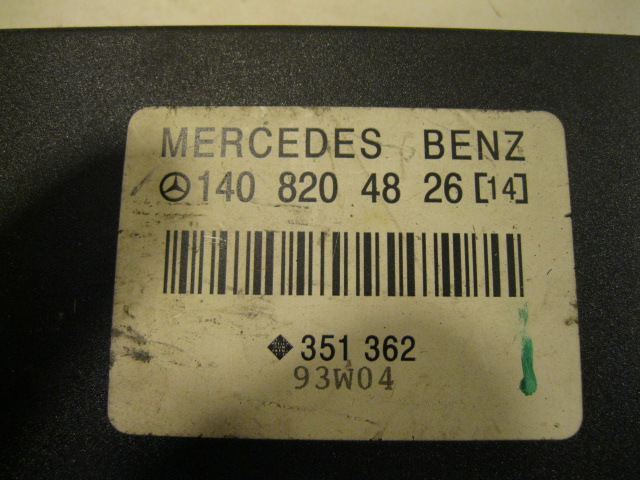 MERCEDES BENZ
140 820 48 26 [14]
351 362
93W04